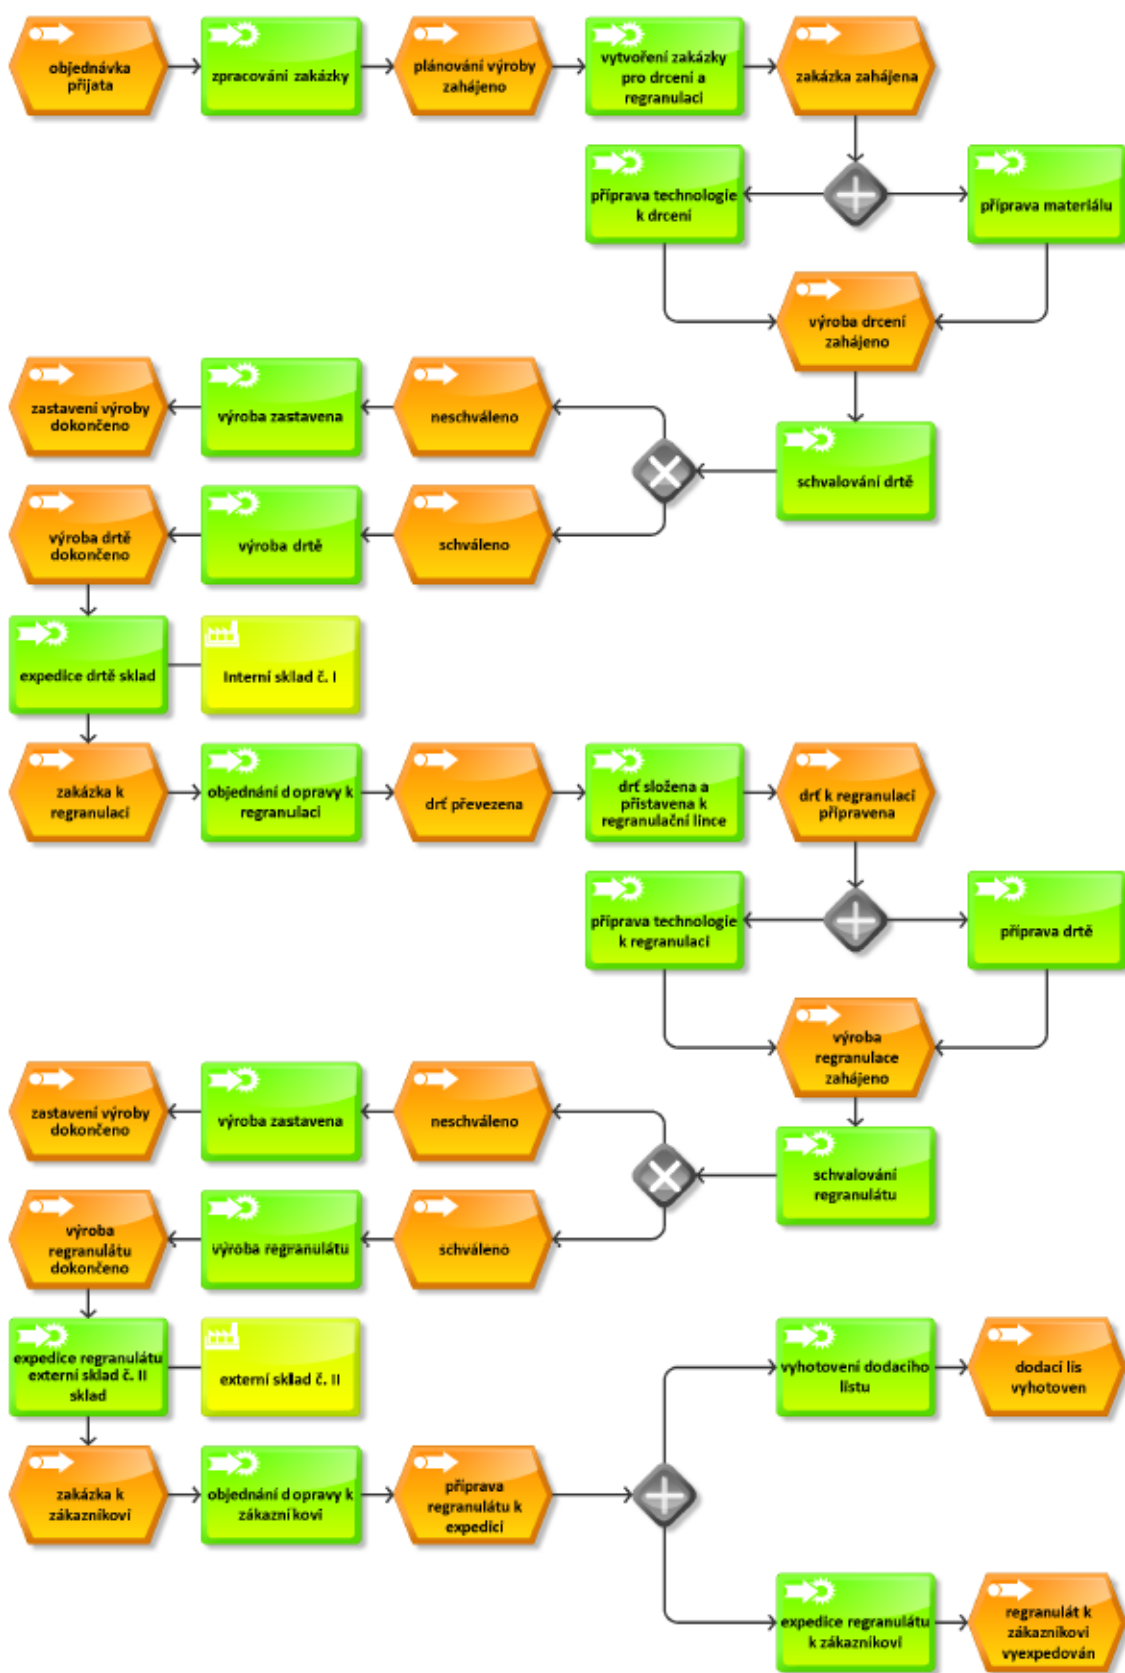 objednávka
přijata
zpracování zakázky
plánování výroby
zahájeno
vytvoření zakázky
pro drcení a
regranulaci
zakázka zahájena
příprava technologie
k drcení
příprava materiálu
výroba drcení
zahájeno
zastavení výroby
dokončeno
výroba zastavena
neschváleno
schvalování drtě
výroba drtě
dokončeno
výroba drtě
schváleno
expedice drtě sklad
Interní sklad č. I
zakázka k
regranulaci
objednání dopravy k
regranulaci
drť převezena
drť složena a
přistavena k
regranulační lince
drť k regranulaci
připravena
příprava technologie
k regranulaci
příprava drtě
výroba
regranulace
zahájeno
zastavení výroby
dokončeno
výroba zastavena
neschváleno
schvalování
regranulátu
výroba
regranulátu
dokončeno
výroba regranulátu
schváleno
expedice regranulátu
externí sklad č. II
sklad
externí sklad č. II
vyhotovení dodacího
listu
dodací lis
vyhotoven
zakázka k
zákazníkovi
objednání dopravy k
zákazníkovi
příprava
regranulátu k
expedici
expedice regranulátu
k zákazníkovi
regranulát k
zákazníkovi
vyexpedován